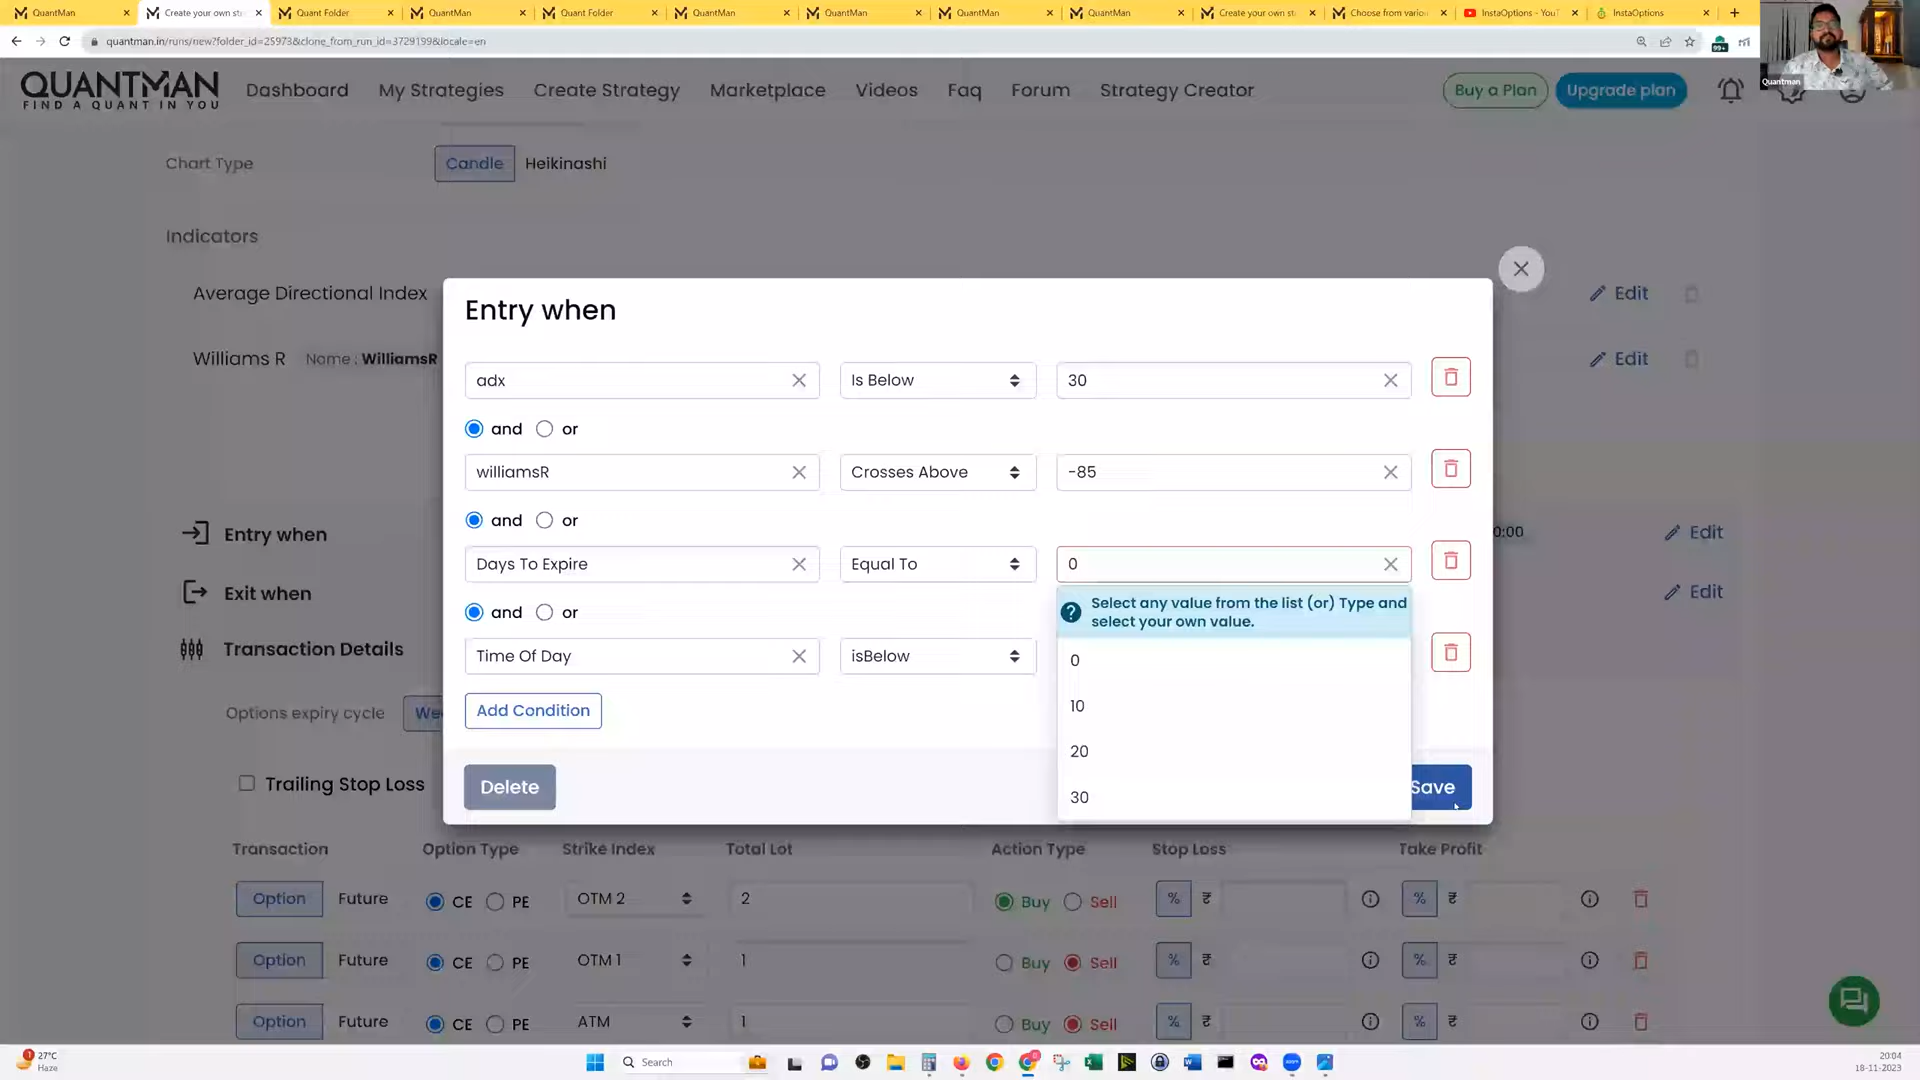 QuantMan
Create your own st
Quant Folder
QuantMan
Quant Folder
QuantMan
QuantMan
QuantMan
QuantMan
Create your own st
Choose from variou
InstaOptions - YouT
InstaOptions
quantman.in/runs/new?folder_id=25973&clone_from_run_id=3729199&locale=en
99+
Quantman
QUANTMAN
FIND A QUANT IN YOU
Dashboard
My Strategies
Create Strategy
Marketplace
Videos
Faq
Forum
Strategy Creator
Buy a Plan
Upgrade plan
Chart Type
Candle
Heikinashi
Indicators
Average Directional Index
Edit
Williams R
Name : WilliamsR
Edit
Entry when
adx
Is Below
30
and
or
williamsR
Crosses Above
-85
and
or
Days To Expire
Equal To
0
and
or
Select any value from the list (or) Type and
select your own value.
0
10
20
30
Time Of Day
isBelow
Add Condition
Delete
Save
Entry when
0:00
Edit
Exit when
Edit
Transaction Details
Options expiry cycle
We
Trailing Stop Loss
Transaction
Option Type
Strike Index
Total Lot
Action Type
Stop Loss
Take Profit
Option
Future
CE
PE
OTM 2
2
Buy
Sell
%
₹
%
₹
Option
Future
CE
PE
OTM 1
1
Buy
Sell
%
₹
%
₹
Option
Future
CE
PE
ATM
1
Buy
Sell
%
₹
%
₹
1
27°C
Haze
Search
20:04
18-11-2023